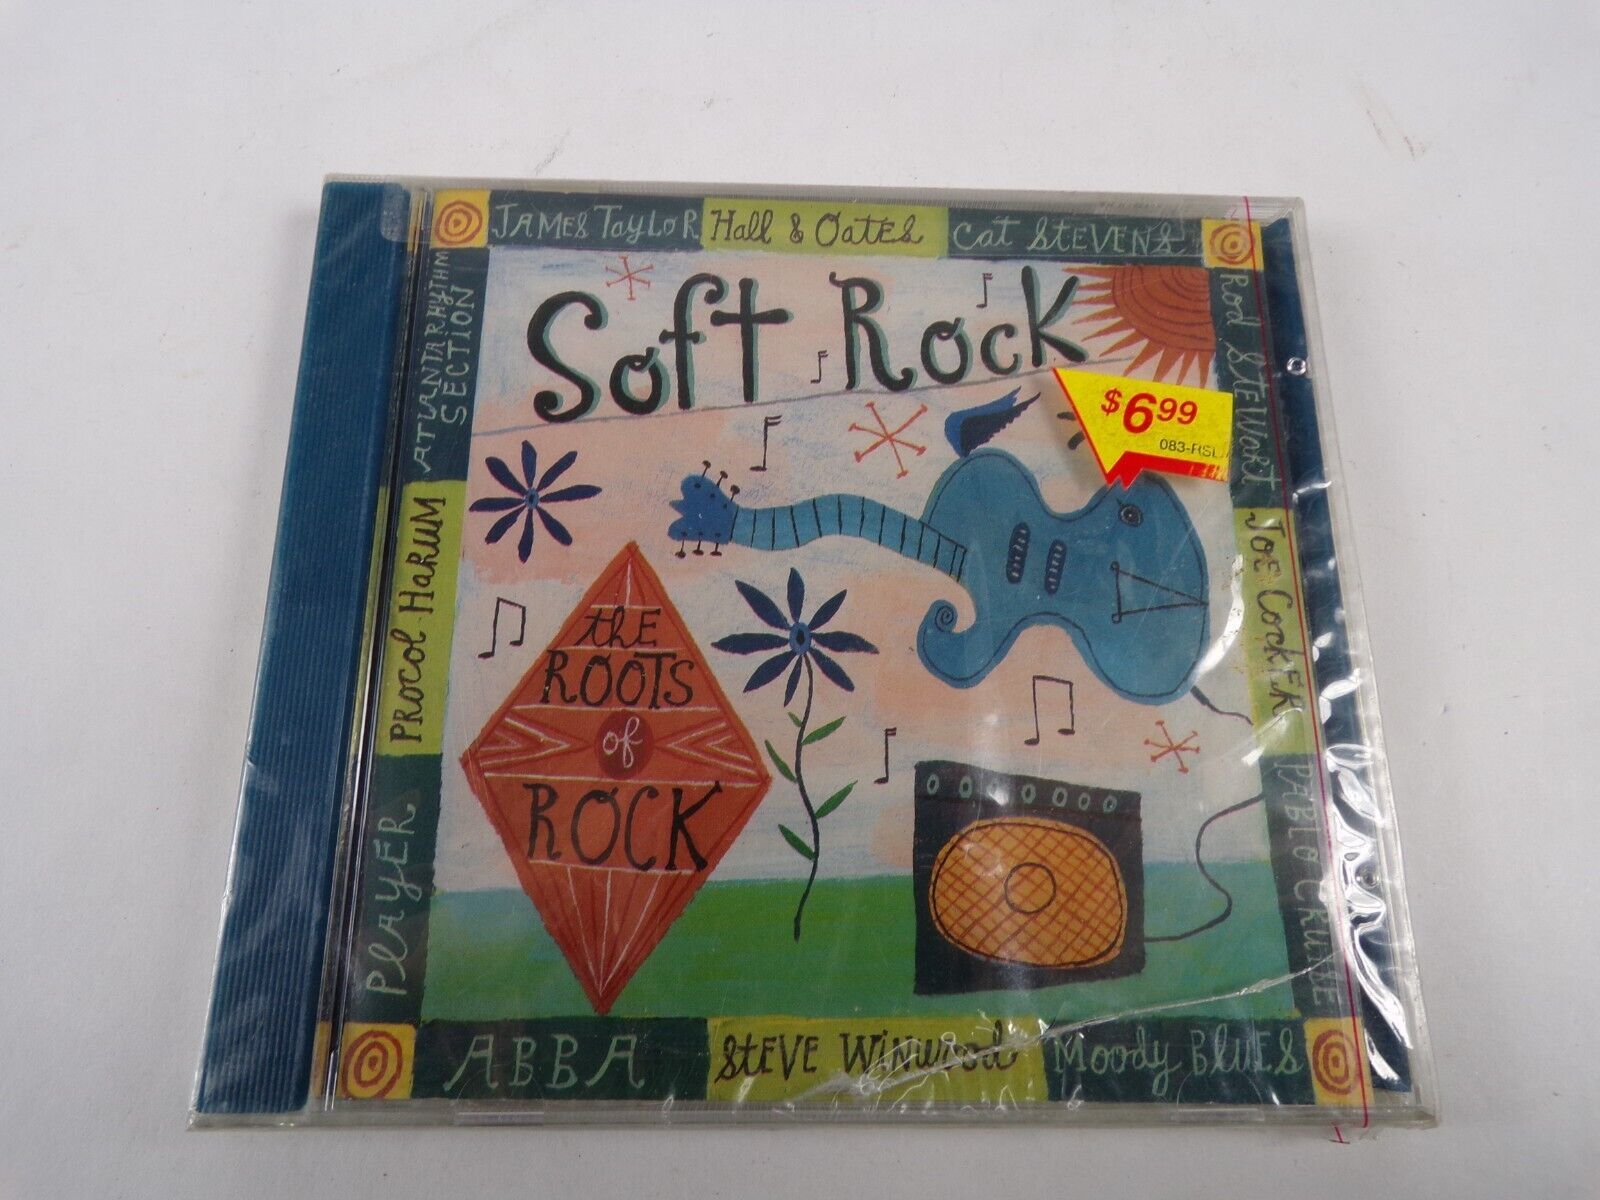 JAMES TAYLOR
Hall & Oates
Cat STEVENS
Soft Rock
$6.99
083-RSL
ROD STEWART
JOE COCKER
PABLO CRUISE
ATLANTA RHYTHM
SECTION
PROCOL HARUM
PLAYER
thE
ROOTS
of
ROCK
ABBA
StEVE WINWOOD
MOODY BLUES